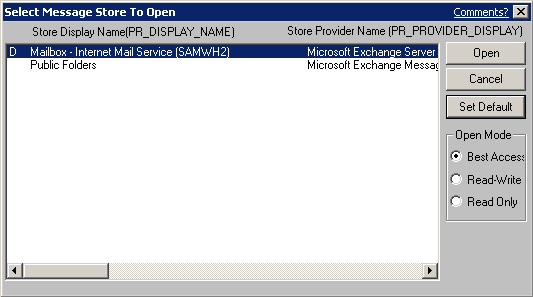 Select Message Store To Open Comments?
Store Display Name(PR_DISPLAY_NAME) Store Provider Name (PR_PROVIDER_DISPLAY)
D Mailbox - Internet Mail Service (SAMWH2) Microsoft Exchange Server
Public Folders Microsoft Exchange Messag
Open
Cancel
Set Default
Open Mode
Best Access
Read-Write
Read Only